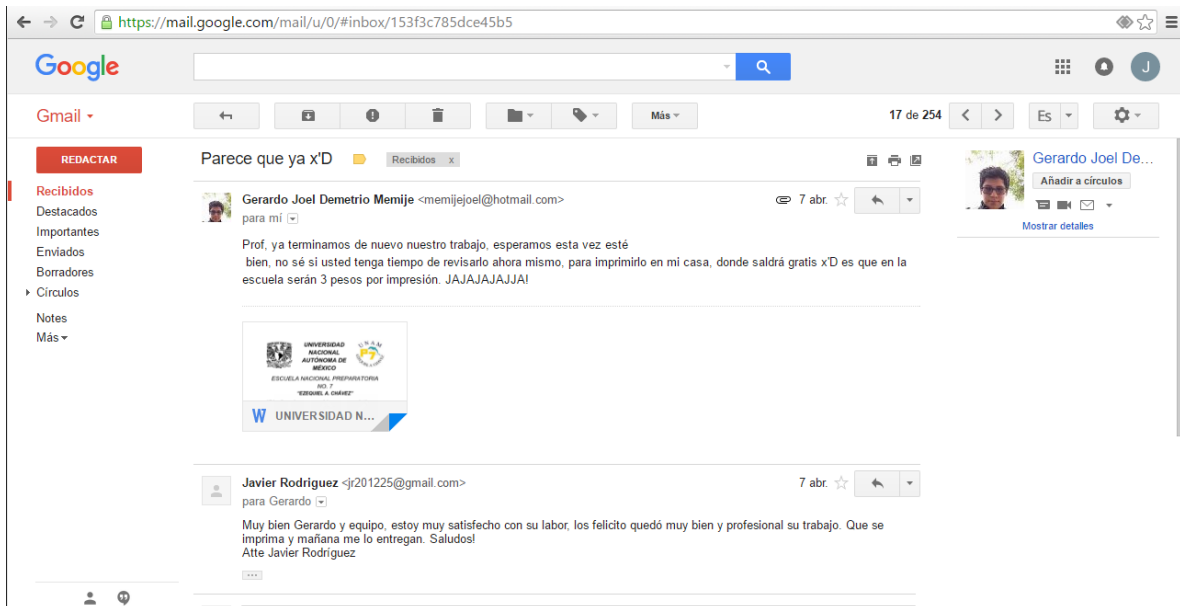 https://mail.google.com/mail/u/0/#inbox/153f3c785dce45b5
Google
J
Gmail
Más
17 de 254
Es
REDACTAR
Parece que ya x'D
Recibidos x
Gerardo Joel De...
Añadir a círculos
Mostrar detalles
Recibidos
Destacados
Importantes
Enviados
Borradores
Círculos
Notes
Más
Gerardo Joel Demetrio Memije <memijejoel@hotmail.com>
7 abr.
para mí
Prof, ya terminamos de nuevo nuestro trabajo, esperamos esta vez esté
bien, no sé si usted tenga tiempo de revisarlo ahora mismo, para imprimirlo en mi casa, donde saldrá gratis x'D es que en la
escuela serán 3 pesos por impresión. JAJAJAJAJJA!
UNIVERSIDAD
NACIONAL
AUTÓNOMA DE
MÉXICO
UNAM
P7
ESCUELA NACIONAL PREPARATORIA
NO. 7
"EZEQUIEL A. CHÁVEZ"
W UNIVERSIDAD N...
Javier Rodriguez <jr201225@gmail.com>
7 abr.
para Gerardo
Muy bien Gerardo y equipo, estoy muy satisfecho con su labor, los felicito quedó muy bien y profesional su trabajo. Que se
imprima y mañana me lo entregan. Saludos!
Atte Javier Rodríguez